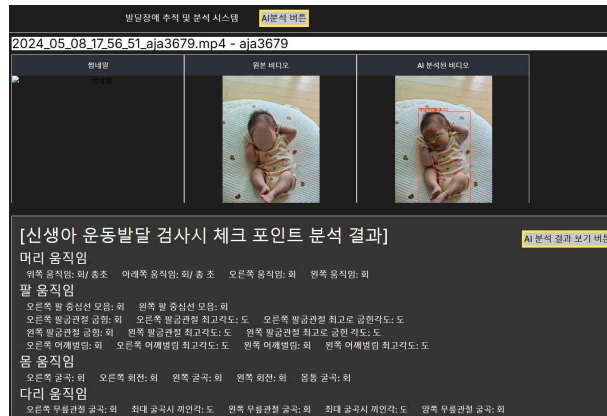 발달장애 추적 및 분석 시스템 AI분석 버튼
2024_05_08_17_56_51_aja3679.mp4 - aja3679
썸네일 원본 비디오 AI 분석된 비디오
썸네일
[신생아 운동발달 검사시 체크 포인트 분석 결과] AI 분석 결과 보기 버튼
머리 움직임
위쪽 움직임: 회/ 총초 아래쪽 움직임: 회/ 총 초 오른쪽 움직임: 회 왼쪽 움직임: 회
팔 움직임
오른쪽 팔 중심선 모음: 회 왼쪽 팔 중심선 모음: 회
오른쪽 팔굽관절 굽힘: 회 오른쪽 팔굽관절 최고각도: 도 오른쪽 팔굽관절 최고로 굽힌각도: 도
왼쪽 팔굽관절 굽힘: 회 왼쪽 팔굽관절 최고각도: 도 왼쪽 팔굽관절 최고로 굽힌 각도: 도
오른쪽 어깨벌림: 회 오른쪽 어깨벌림 최고각도: 도 왼쪽 어깨벌림: 회 왼쪽 어깨벌림 최고각도: 도
몸 움직임
오른쪽 굴곡: 회 오른쪽 회전: 회 왼쪽 굴곡: 회 왼쪽 회전: 회 몸통 굴곡: 회
다리 움직임
오른쪽 무릎관절 굴곡: 회 최대 굴곡시 끼인각: 도 왼쪽 무릎관절 굴곡: 회 최대 굴곡시 끼인각: 도 양쪽 무릎관절 굴곡: 회